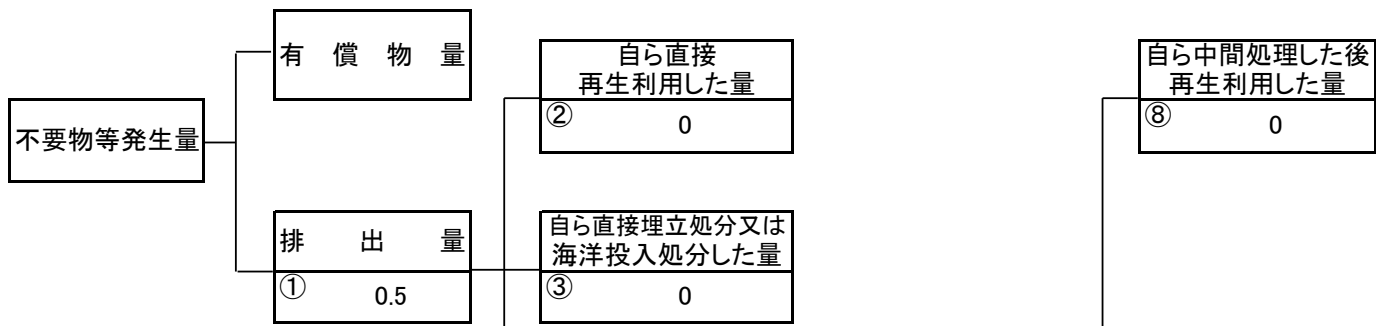 有償物量
自ら直接
再生利用した量
②
0
自ら中間処理した後
再生利用した量
⑧
0
不要物等発生量
排出量
①
0.5
自ら直接埋立処分又は
海洋投入処分した量
③
0